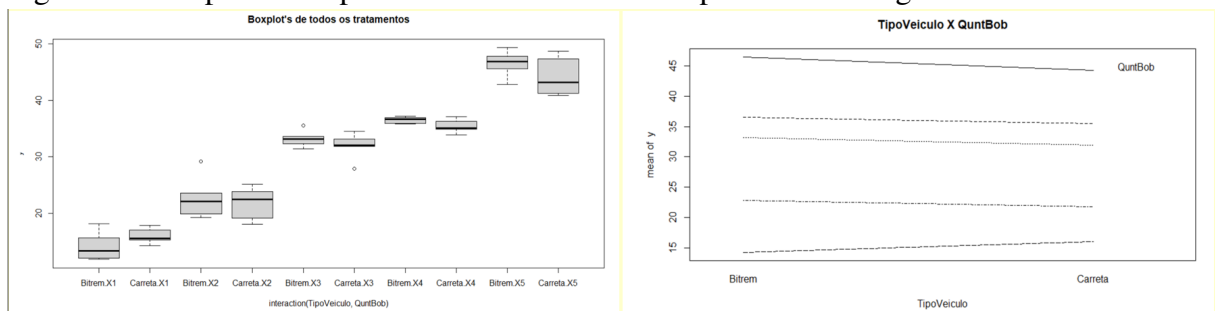 Boxplot's de todos os tratamentos
50
40
30
20
Bitrem.X1 Carreta.X1 Bitrem.X2 Carreta.X2 Bitrem.X3 Carreta.X3 Bitrem.X4 Carreta.X4 Bitrem.X5 Carreta.X5
interaction(TipoVeiculo, QuntBob)
TipoVeiculo X QuntBob
QuntBob
mean of y
45
40
35
30
25
20
15
Bitrem Carreta
TipoVeiculo